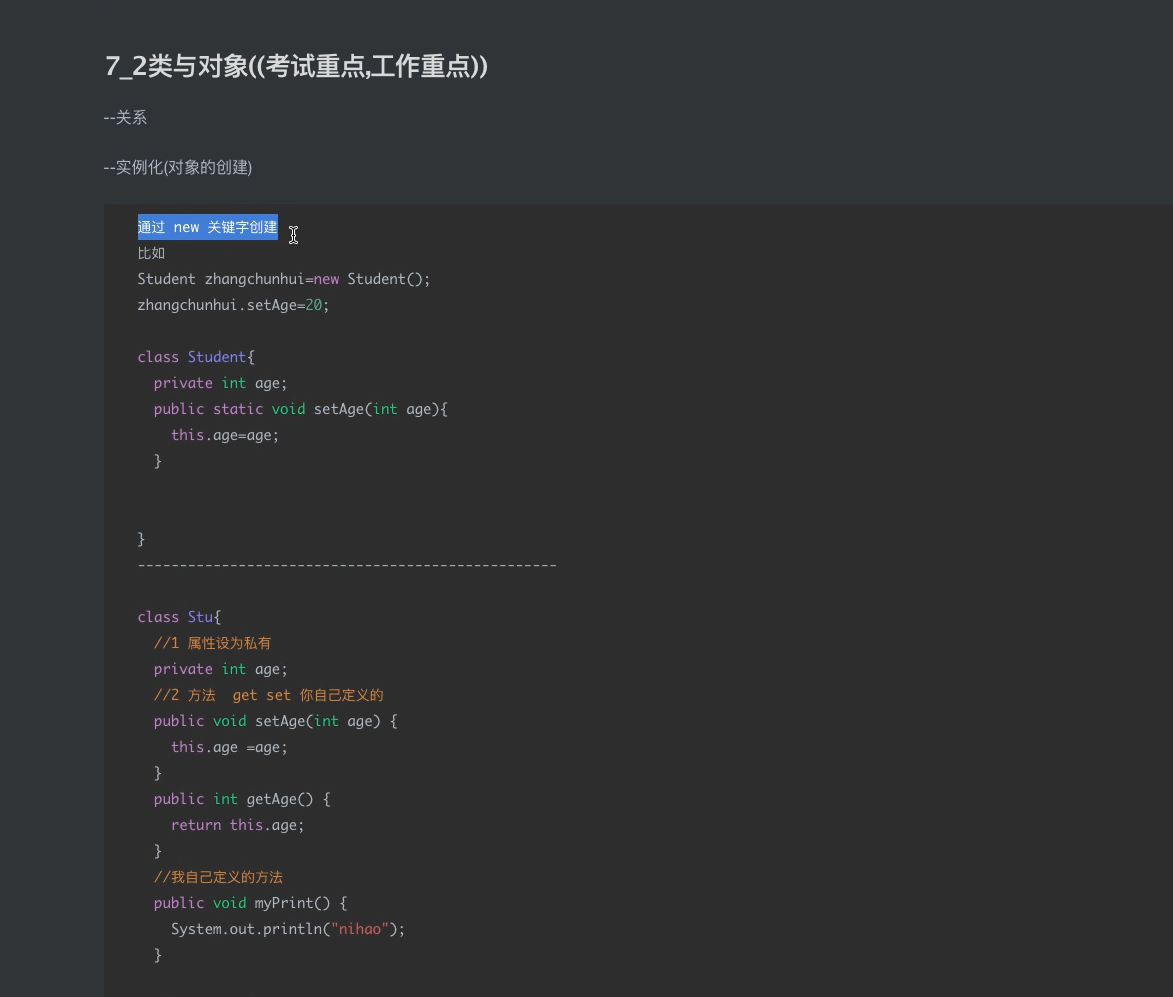 7_2类与对象((考试重点,工作重点))
--关系
--实例化(对象的创建)
通过 new 关键字创建
比如
Student zhangchunhui=new Student();
zhangchunhui.setAge=20;
class Student{
  private int age;
  public static void setAge(int age){
    this.age=age;
  }
}
--------------------------------------------------
class Stu{
  //1 属性设为私有
  private int age;
  //2 方法  get set 你自己定义的
  public void setAge(int age) {
    this.age =age;
  }
  public int getAge() {
    return this.age;
  }
  //我自己定义的方法
  public void myPrint() {
    System.out.println("nihao");
  }